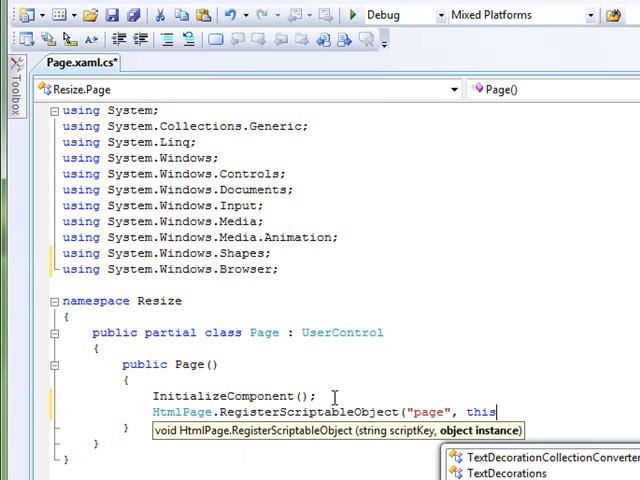 Debug
Mixed Platforms
Page.xaml.cs*
Toolbox
Resize.Page
Page()
using System;
using System.Collections.Generic;
using System.Linq;
using System.Windows;
using System.Windows.Controls;
using System.Windows.Documents;
using System.Windows.Input;
using System.Windows.Media;
using System.Windows.Media.Animation;
using System.Windows.Shapes;
using System.Windows.Browser;
namespace Resize
{
public partial class Page : UserControl
{
public Page()
{
InitializeComponent();
HtmlPage.RegisterScriptableObject("page", this
}
void HtmlPage.RegisterScriptableObject (string scriptKey, object instance)
}
TextDecorationCollectionConverter
}
TextDecorations